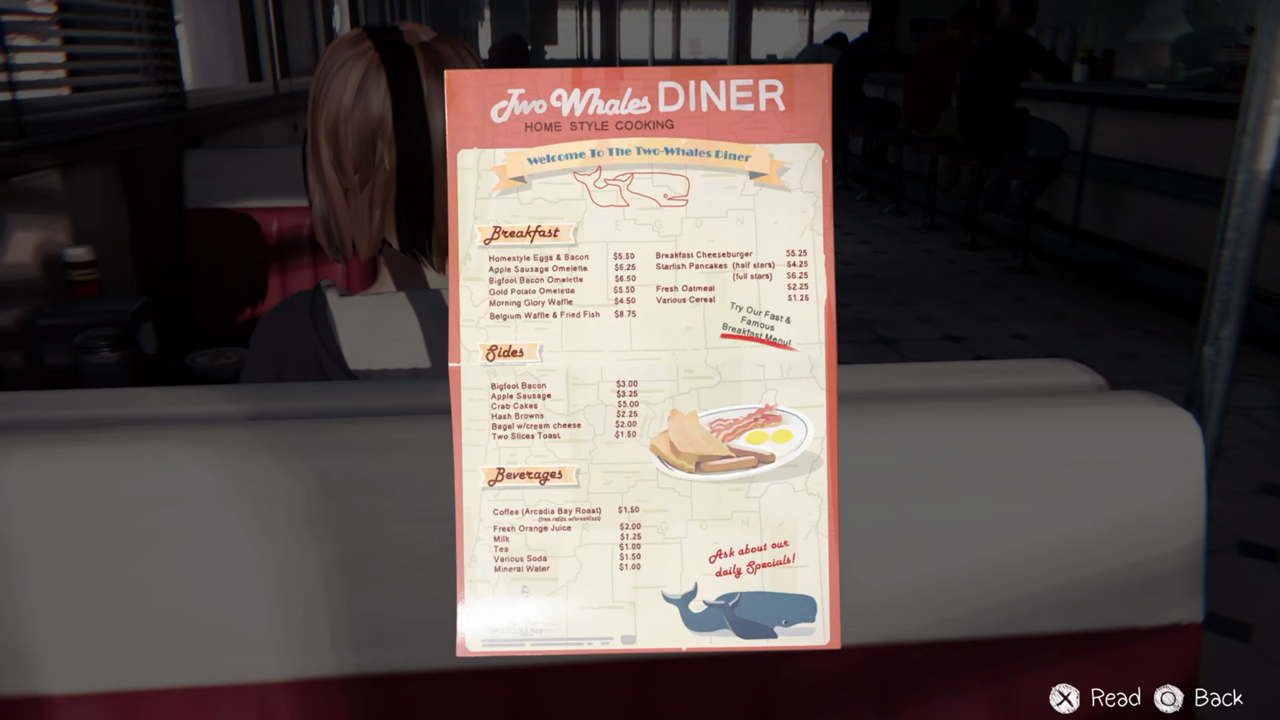 Two Whales DINER
HOME STYLE COOKING
Welcome To The Two-Whales Diner
Breakfast
Homestyle Eggs & Bacon $5.50
Apple Sausage Omelette $6.25
Bigfoot Bacon Omelette $6.50
Gold Potato Omelette $5.50
Morning Glory Waffle $4.50
Belgium Waffle & Fried Fish $8.75
Breakfast Cheeseburger $5.25
Starfish Pancakes (half stars) $4.25
(full stars) $6.25
Fresh Oatmeal $2.25
Various Cereal $1.25
Try Our Fast &
Famous
Breakfast Menu!
Sides
Bigfoot Bacon $3.00
Apple Sausage $3.25
Crab Cakes $5.00
Hash Browns $2.25
Bagel w/cream cheese $2.00
Two Slices Toast $1.50
Beverages
Coffee (Arcadia Bay Roast) $1.50
(free refills w/breakfast)
Fresh Orange Juice $2.00
Milk $1.25
Tea $1.00
Various Soda $1.50
Mineral Water $1.00
Ask about our
daily Specials!
Read
Back